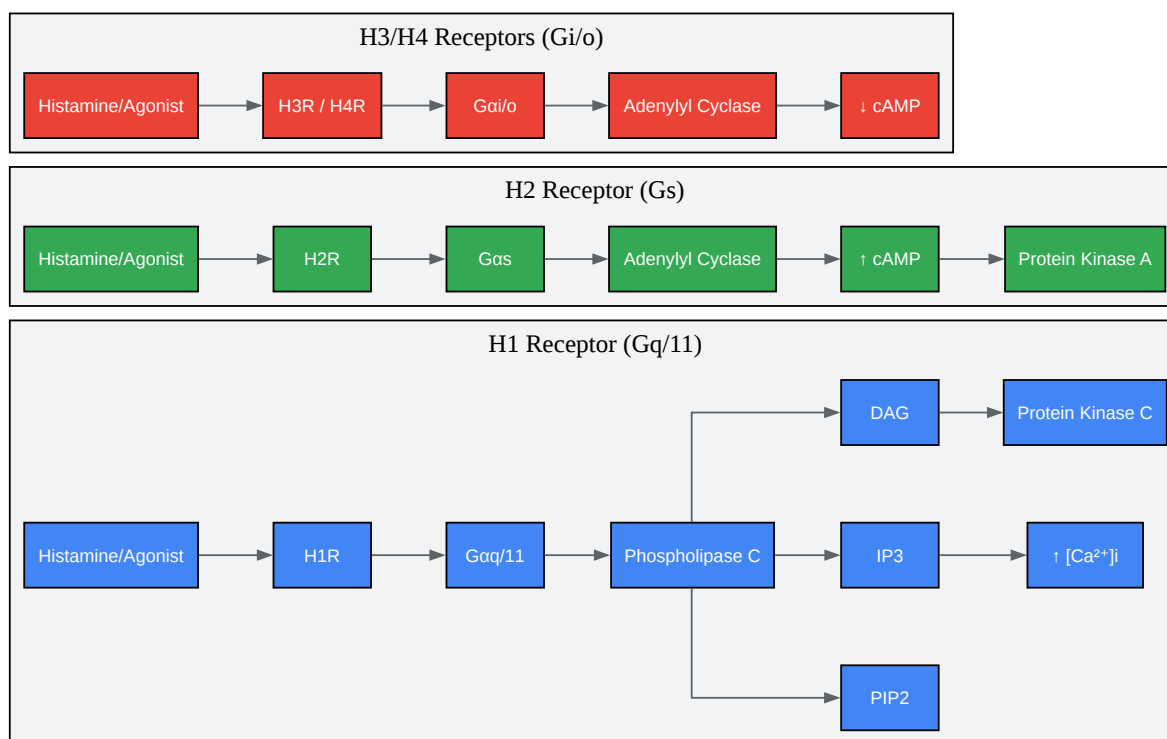 H3/H4 Receptors (Gi/o)
Histamine/Agonist
H3R / H4R
Gαi/o
Adenylyl Cyclase
↓ cAMP
H2 Receptor (Gs)
Histamine/Agonist
H2R
Gαs
Adenylyl Cyclase
↑ cAMP
Protein Kinase A
H1 Receptor (Gq/11)
DAG
Protein Kinase C
Histamine/Agonist
H1R
Gαq/11
Phospholipase C
IP3
↑ [Ca²⁺]i
PIP2